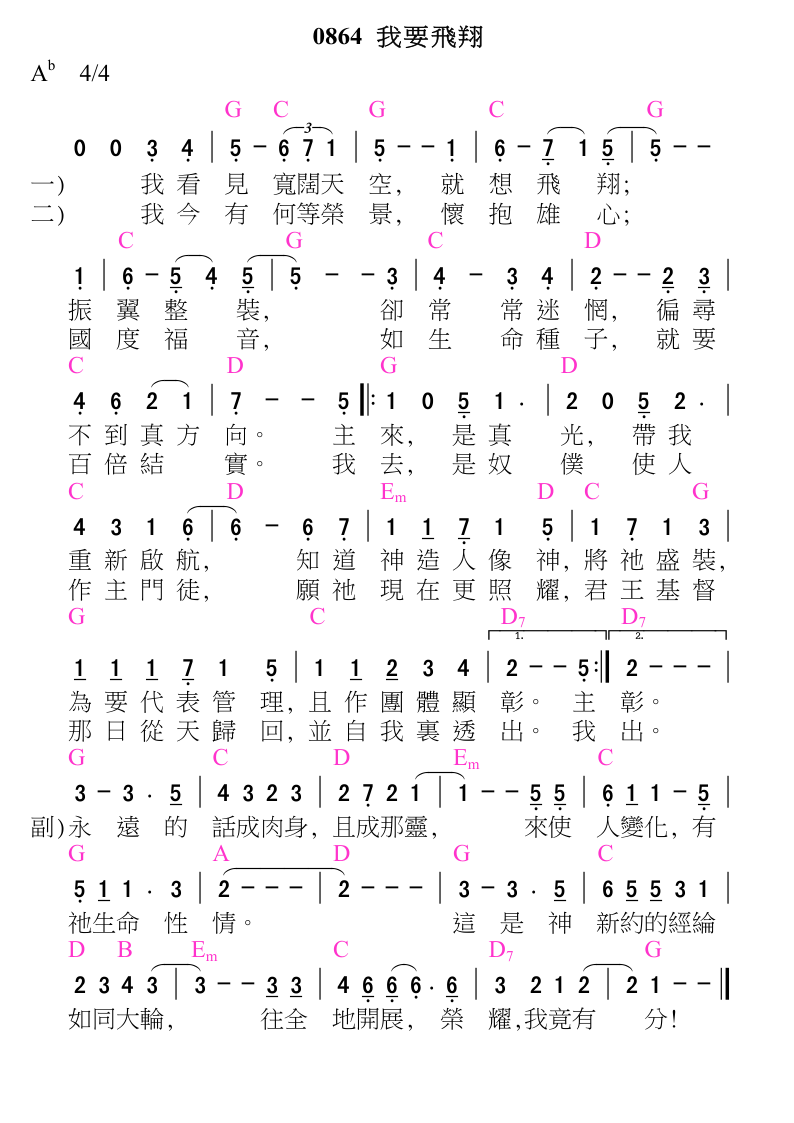 0864 我要飛翔
A♭ 4/4
G C G C G
0 0 3 4 | 5 - 6 7 1 | 5 - - 1 | 6 - 7 1 5 | 5 - -
3
一) 我看見 寬闊天空, 就想飛 翔;
二) 我今有 何等榮景, 懷抱雄 心;
C G C D
1 | 6 - 5 4 5 | 5 - - 3 | 4 - 3 4 | 2 - - 2 3 |
振翼整 裝, 卻常 常迷惘, 徧尋
國度福 音, 如生 命種子, 就要
C D G D
4 6 2 1 | 7 - - 5 ‖: 1 0 5 1 . | 2 0 5 2 . |
不到真方向。 主來, 是真 光, 帶我
百倍結 實。 我去, 是奴 僕 使人
C D Em D C G
4 3 1 6 | 6 - 6 7 | 1 1 7 1 5 | 1 7 1 3 |
重新啟航, 知道 神造人像神, 將祂盛裝,
作主門徒, 願祂 現在更照耀, 君王基督
G C D7 D7
1. 2.
1 1 1 7 1 5 | 1 1 2 3 4 | 2 - - 5 :‖ 2 - - - |
為要代表管 理, 且作團體顯 彰。 主 彰。
那日從天歸 回, 並自我裏透 出。 我 出。
G C D Em C
3 - 3 . 5 | 4 3 2 3 | 2 7 2 1 | 1 - - 5 5 | 6 1 1 - 5 |
副)永 遠 的 話成肉身, 且成那靈, 來使 人變化, 有
G A D G C
5 1 1 . 3 | 2 - - - | 2 - - - | 3 - 3 . 5 | 6 5 5 3 1 |
祂生命 性 情。 這 是 神 新約的經綸
D B Em C D7 G
2 3 4 3 | 3 - - 3 3 | 4 6 6 6 . 6 | 3 2 1 2 | 2 1 - - ‖
如同大輪, 往全 地開展, 榮 耀,我竟有 分!